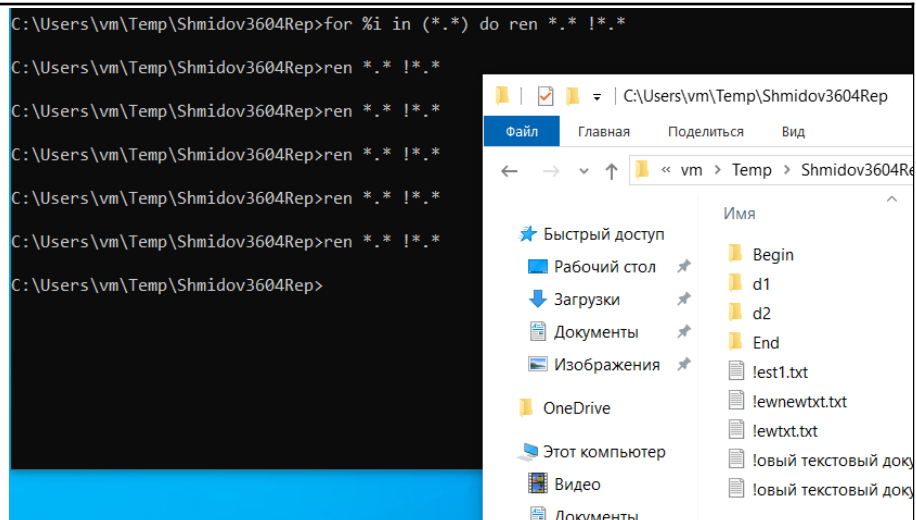 C:\Users\vm\Temp\Shmidov3604Rep>for %i in (*.*) do ren *.* !*.*
C:\Users\vm\Temp\Shmidov3604Rep>ren *.* !*.*
C:\Users\vm\Temp\Shmidov3604Rep>ren *.* !*.*
C:\Users\vm\Temp\Shmidov3604Rep>ren *.* !*.*
C:\Users\vm\Temp\Shmidov3604Rep>ren *.* !*.*
C:\Users\vm\Temp\Shmidov3604Rep>ren *.* !*.*
C:\Users\vm\Temp\Shmidov3604Rep>
C:\Users\vm\Temp\Shmidov3604Rep
Файл Главная Поделиться Вид
« vm > Temp > Shmidov3604Re
Быстрый доступ
Рабочий стол
Загрузки
Документы
Изображения
OneDrive
Этот компьютер
Видео
Документы
Имя
Begin
d1
d2
End
!est1.txt
!ewnewtxt.txt
!ewtxt.txt
!овый текстовый доку
!овый текстовый доку